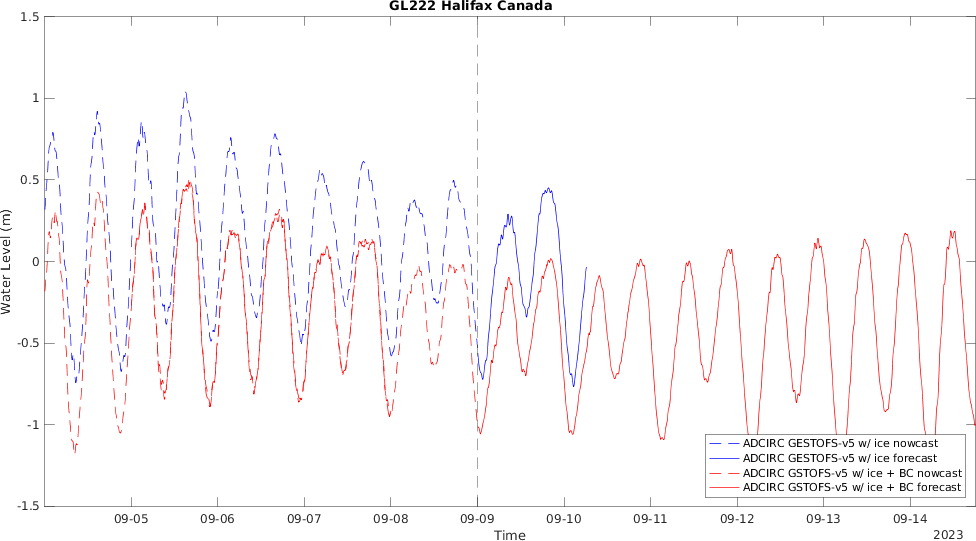 GL222 Halifax Canada
1.5
1
0.5
0
-0.5
-1
-1.5
Water Level (m)
ADCIRC GESTOFS-v5 w/ ice nowcast
ADCIRC GESTOFS-v5 w/ ice forecast
ADCIRC GSTOFS-v5 w/ ice + BC nowcast
ADCIRC GSTOFS-v5 w/ ice + BC forecast
09-05 09-06 09-07 09-08 09-09 09-10 09-11 09-12 09-13 09-14
Time
2023